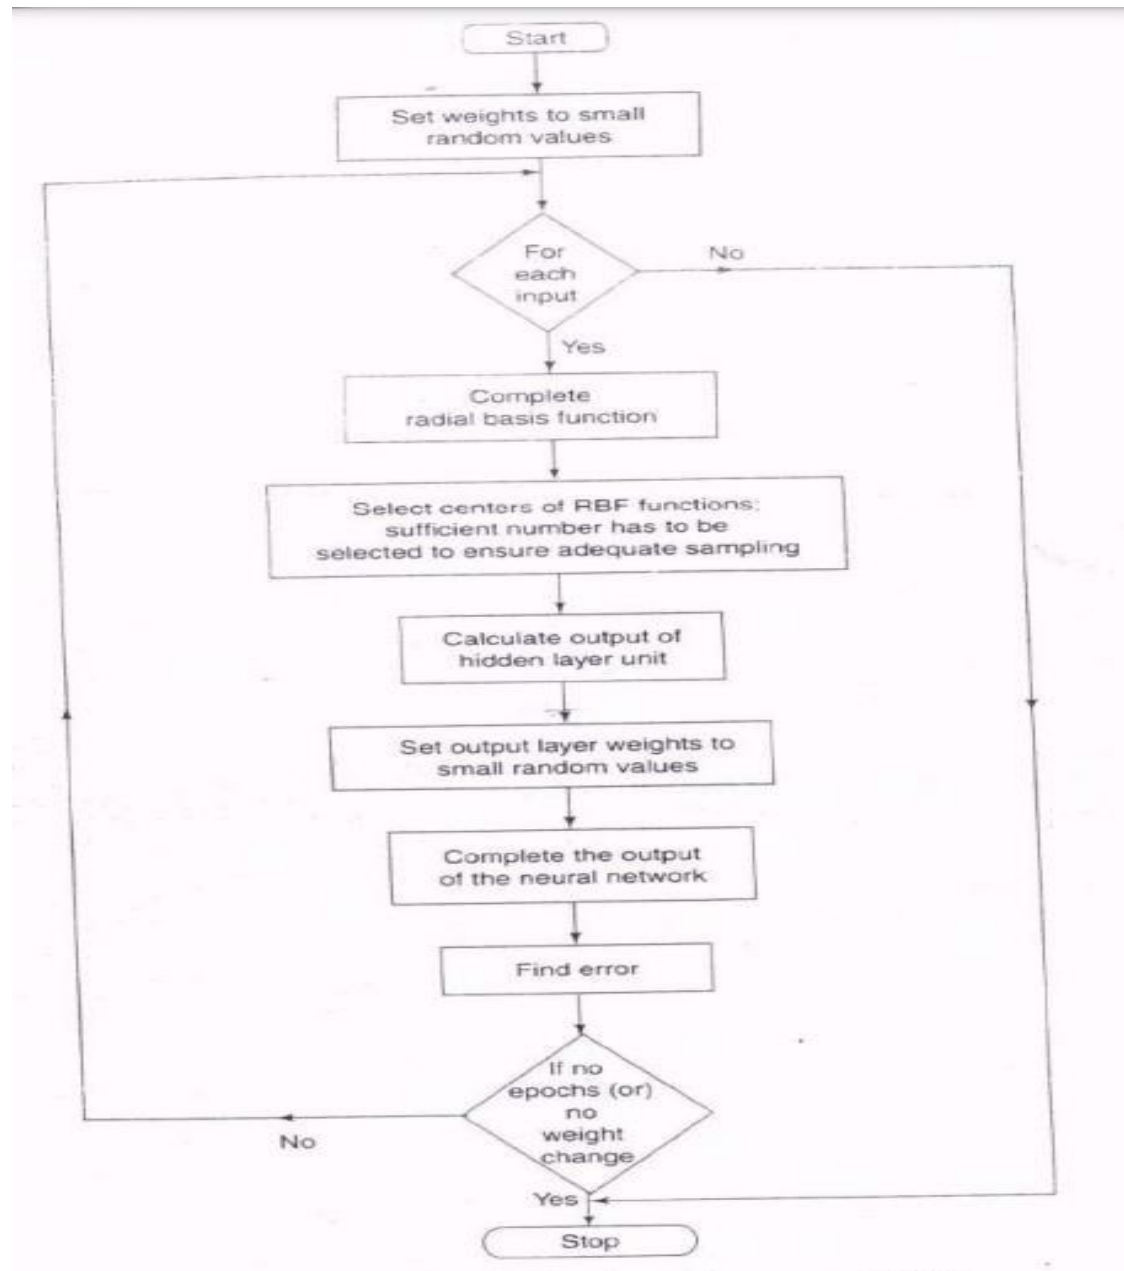 Start
Set weights to small
random values
For
each
input
No
Yes
Complete
radial basis function
Select centers of RBF functions;
sufficient number has to be
selected to ensure adequate sampling
Calculate output of
hidden layer unit
Set output layer weights to
small random values
Complete the output
of the neural network
Find error
If no
epochs (or)
no
weight
change
No
Yes
Stop